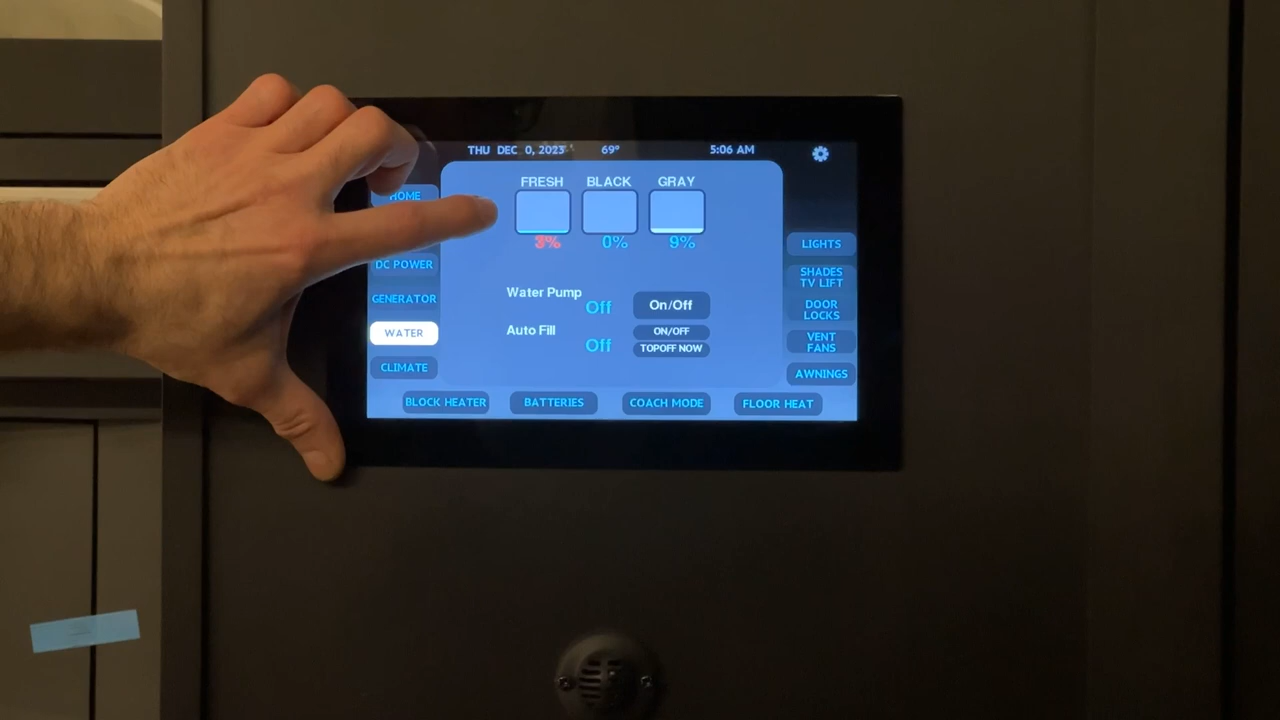 THU DEC 0, 2023 69° 5:06 AM
HOME
DC POWER
GENERATOR
WATER
CLIMATE
FRESH BLACK GRAY
3% 0% 9%
Water Pump Off On/Off
Auto Fill Off ON/OFF
TOPOFF NOW
LIGHTS
SHADES
TV LIFT
DOOR
LOCKS
VENT
FANS
AWNINGS
BLOCK HEATER BATTERIES COACH MODE FLOOR HEAT